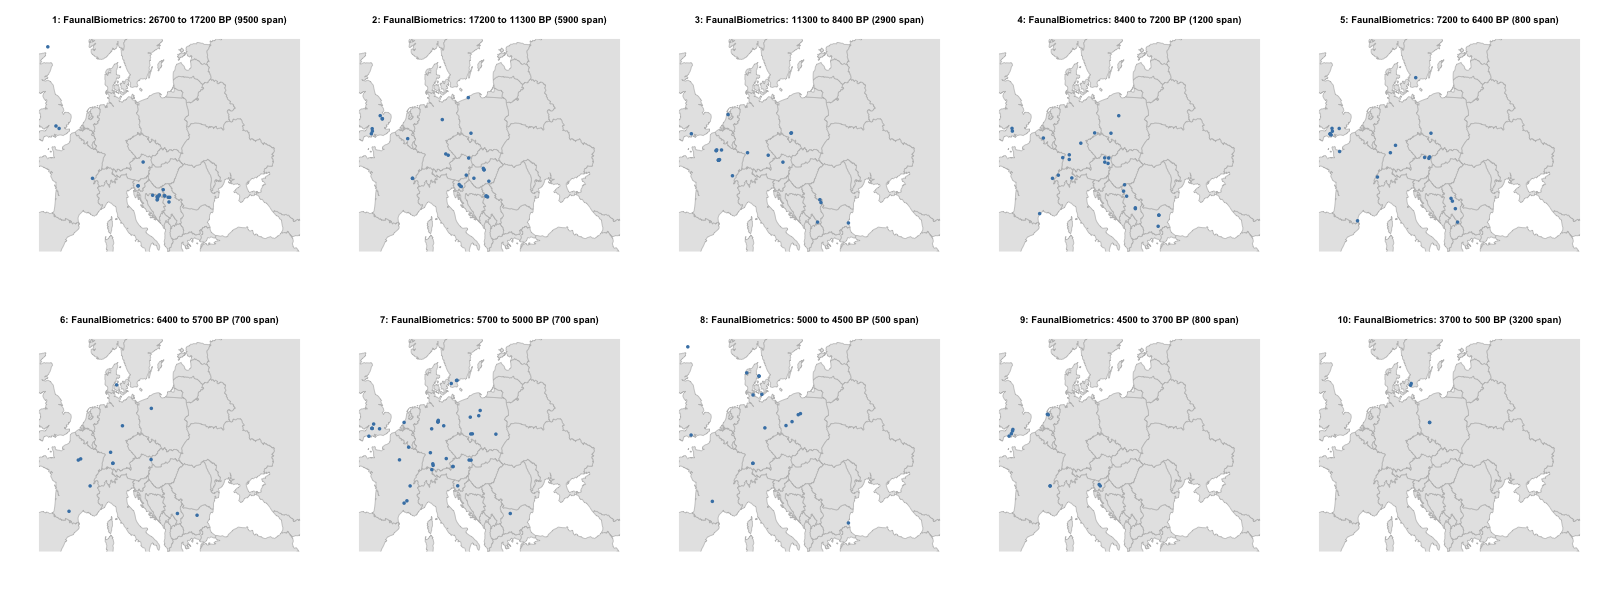 1: FaunalBiometrics: 26700 to 17200 BP (9500 span)
2: FaunalBiometrics: 17200 to 11300 BP (5900 span)
3: FaunalBiometrics: 11300 to 8400 BP (2900 span)
4: FaunalBiometrics: 8400 to 7200 BP (1200 span)
5: FaunalBiometrics: 7200 to 6400 BP (800 span)
6: FaunalBiometrics: 6400 to 5700 BP (700 span)
7: FaunalBiometrics: 5700 to 5000 BP (700 span)
8: FaunalBiometrics: 5000 to 4500 BP (500 span)
9: FaunalBiometrics: 4500 to 3700 BP (800 span)
10: FaunalBiometrics: 3700 to 500 BP (3200 span)